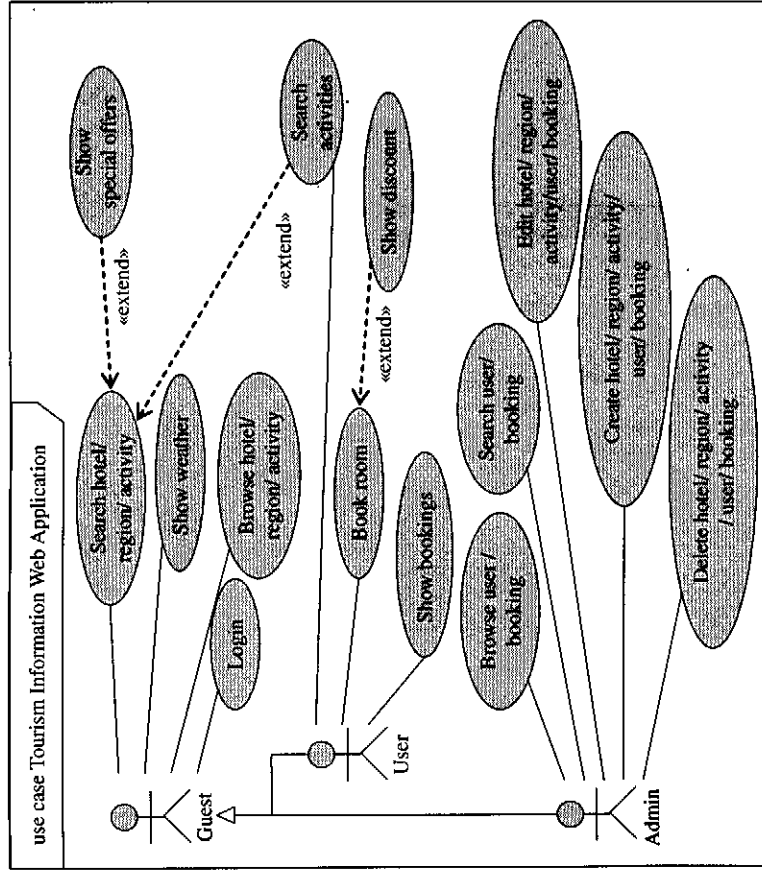 use case Tourism Information Web Application
Show
special offers
«extend»
Search hotel/
region/ activity
Search
activities
«extend»
Show weather
Browse hotel/
region/ activity
Login
Guest
Show discount
«extend»
Book room
Show bookings
User
Search user/
booking
Browse user /
booking
Edit hotel/ region/
activity/user/ booking
Create hotel/ region/ activity/
user/ booking
Delete hotel/ region/ activity
/ user/ booking
Admin